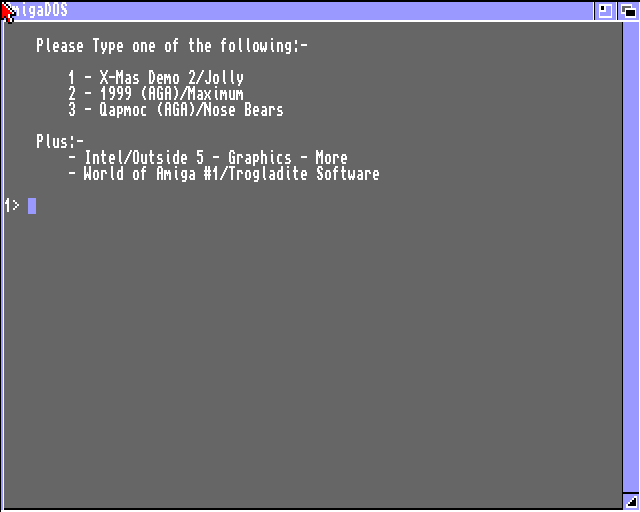 migaDOS
Please Type one of the following:-
1 - X-Mas Demo 2/Jolly
2 - 1999 (AGA)/Maximum
3 - Qapmoc (AGA)/Nose Bears
Plus:-
- Intel/Outside 5 - Graphics - More
- World of Amiga #1/Trogladite Software
1>